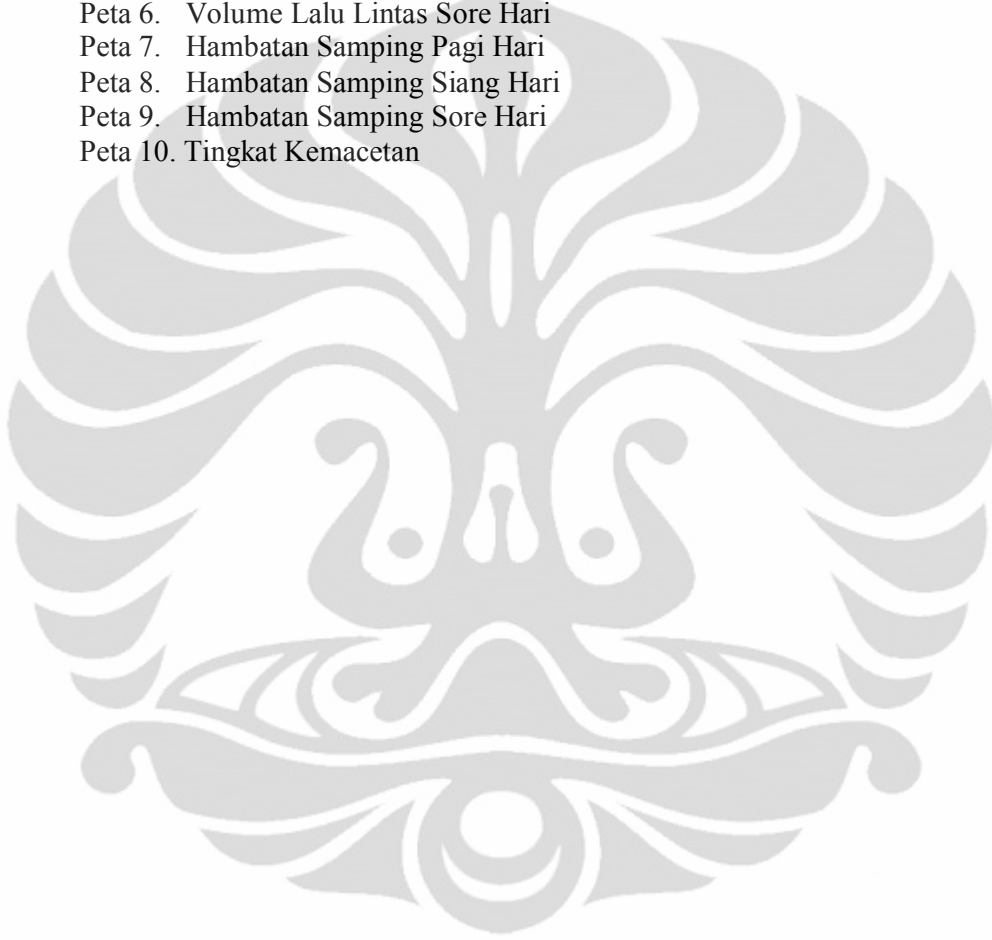 Peta 6. Volume Lalu Lintas Sore Hari
Peta 7. Hambatan Samping Pagi Hari
Peta 8. Hambatan Samping Siang Hari
Peta 9. Hambatan Samping Sore Hari
Peta 10. Tingkat Kemacetan